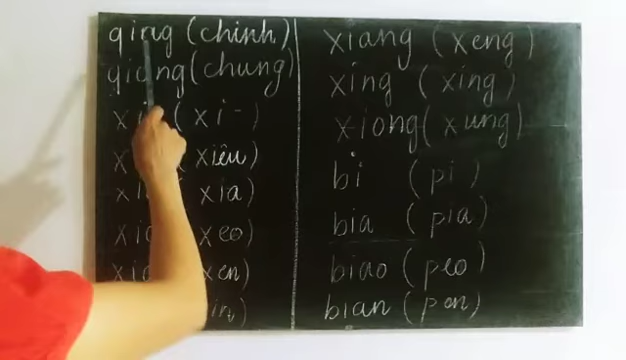 qing (chinh)
qiong (chung)
(xi-)
(xiêu)
xia)
xeo)
xen)
xiang (xeng)
xing (xing)
xiong (xung)
bi (pi)
bia (pia)
biao (peo)
bian (pen)